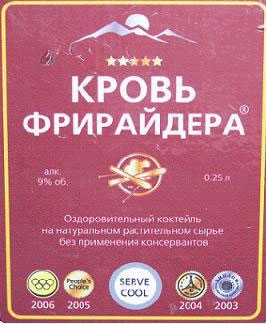 КРОВЬ
ФРИРАЙДЕРА®
алк.
9% об.
0.25 л
Оздоровительный коктейль
на натуральном растительном сырье
без применения консервантов
People's
Choice
SERVE
COOL
2006 2005 2004 2003